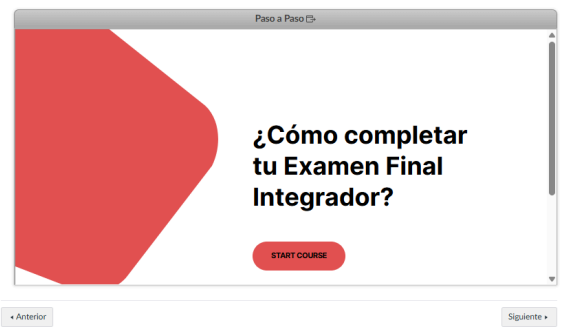 Paso a Paso
¿Cómo completar
tu Examen Final
Integrador?
START COURSE
Anterior
Siguiente